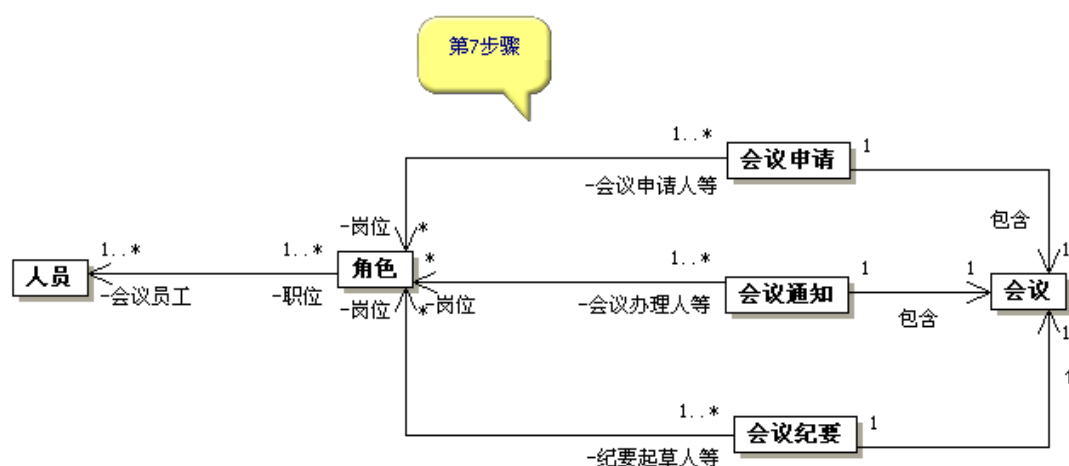 第7步骤
1..*
会议申请
1
-会议申请人等
包含
-岗位
*
1
1..*
1..*
*
1..*
1
1
人员
角色
会议通知
会议
-会议员工
-职位
-岗位
*
-岗位
-会议办理人等
包含
1
1
1..*
会议纪要
1
-纪要起草人等